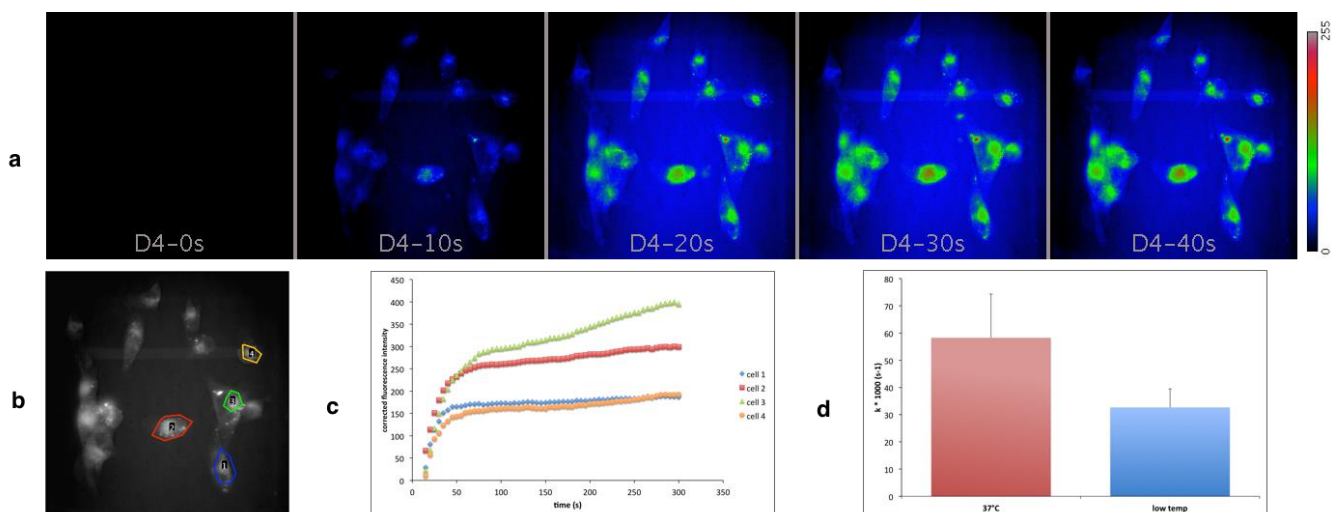 a
D4-0s
D4-10s
D4-20s
D4-30s
D4-40s
255
0
b
4
3
2
1
c
corrected fluorescence intensity
450
400
350
300
250
200
150
100
50
0
0 50 100 150 200 250 300 350
time (s)
cell 1
cell 2
cell 3
cell 4
d
k * 1000 (s-1)
80
70
60
50
40
30
20
10
0
37°C
low temp